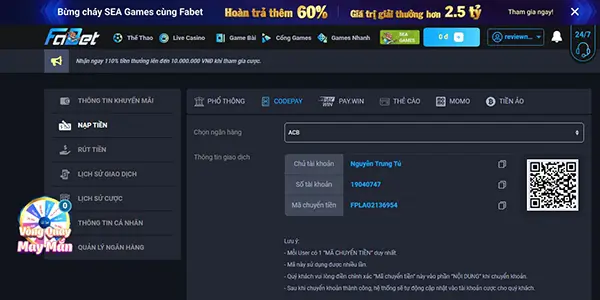 Bừng cháy SEA Games cùng Fabet Hoàn trả thêm 60% Giá trị giải thưởng hơn 2.5 tỷ Tham gia ngay!
FaBet Thể Thao Live Casino Game Bài Cổng Games Games Nhanh SEA GAMES 0 đ reviewn... 24/7
Nhận ngay 110% tiền thưởng lên đến 10.000.000 VNĐ khi tham gia cược.
THÔNG TIN KHUYẾN MÃI
NẠP TIỀN
RÚT TIỀN
LỊCH SỬ GIAO DỊCH
LỊCH SỬ CƯỢC
THÔNG TIN CÁ NHÂN
QUẢN LÝ NGÂN HÀNG
0
Vòng Quay
May Mắn
PHỔ THÔNG CODEPAY PAYWIN THẺ CÀO MOMO TIỀN ẢO
Chọn ngân hàng ACB
Thông tin giao dịch Chủ tài khoản Nguyễn Trung Tú
Số tài khoản 19040747
Mã chuyển tiền FPLAG2136954
Lưu ý:
- Mỗi User có 1 "MÃ CHUYỂN TIỀN" duy nhất
- Mã này sử dụng được nhiều lần.
- Quý khách vui lòng điền chính xác "Mã chuyển tiền" này vào phần "NỘI DUNG" khi chuyển khoản.
- Sau khi chuyển khoản thành công, hệ thống sẽ tự động cập nhật vào tài khoản cược cho quý khách.